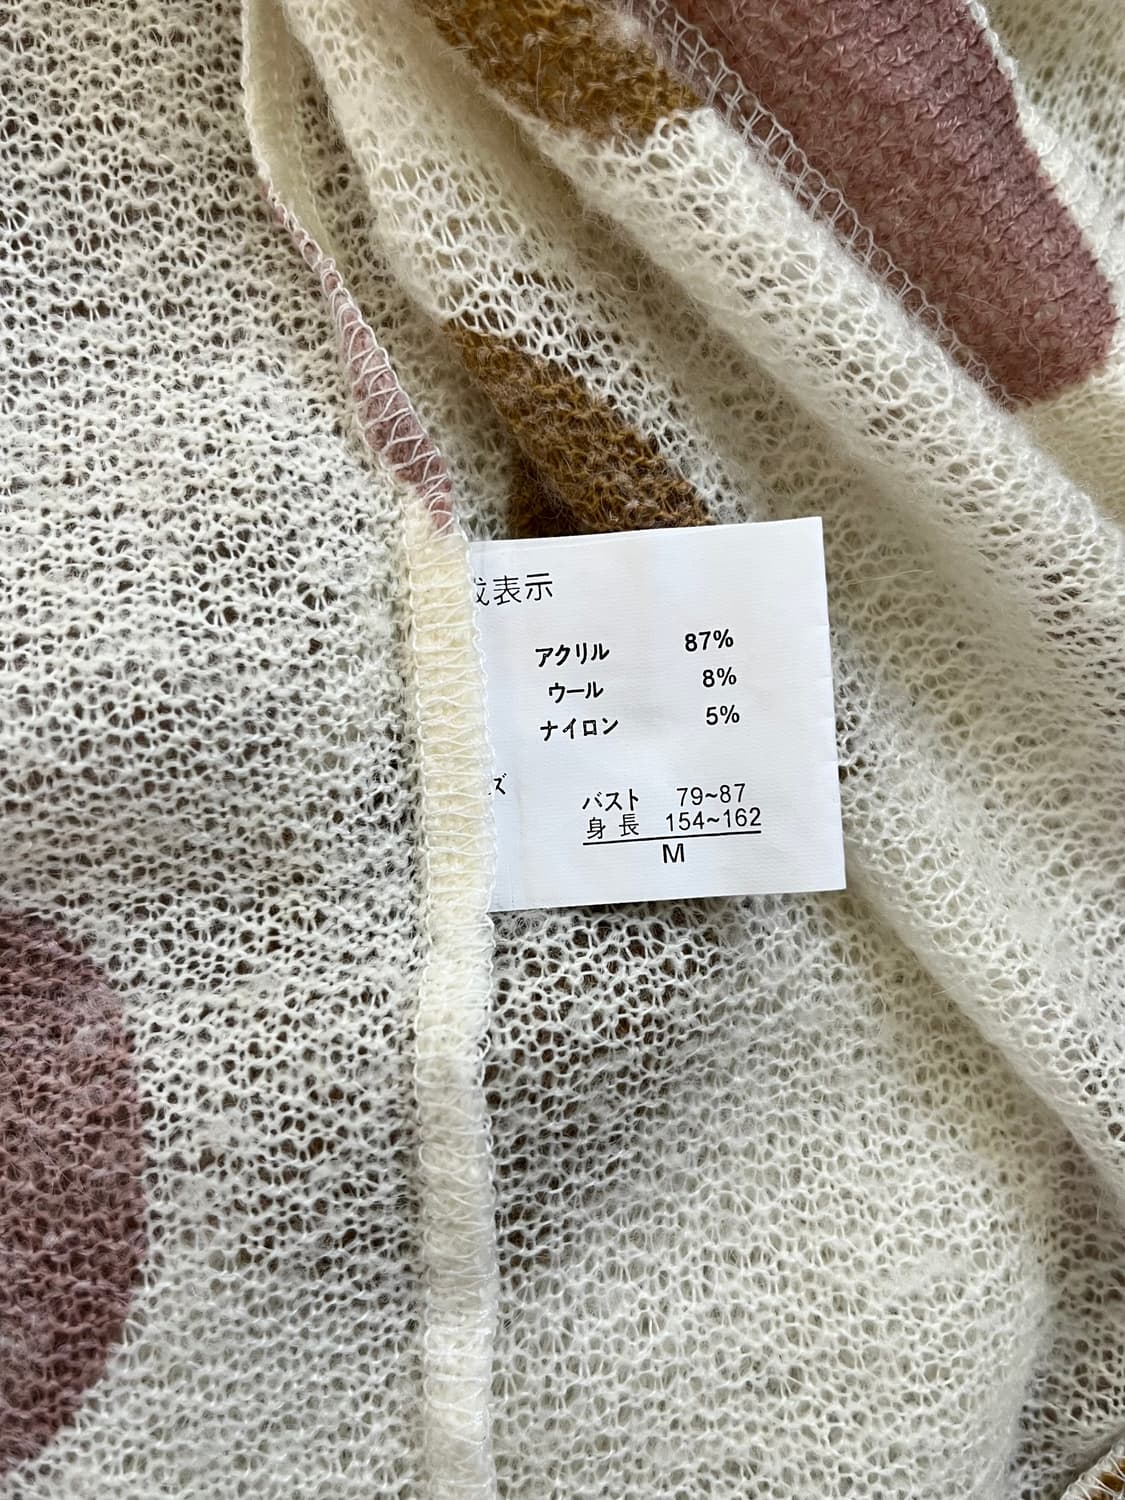 表示
アクリル 87%
ウール 8%
ナイロン 5%
ズ
バスト 79~87
身長 154~162
M